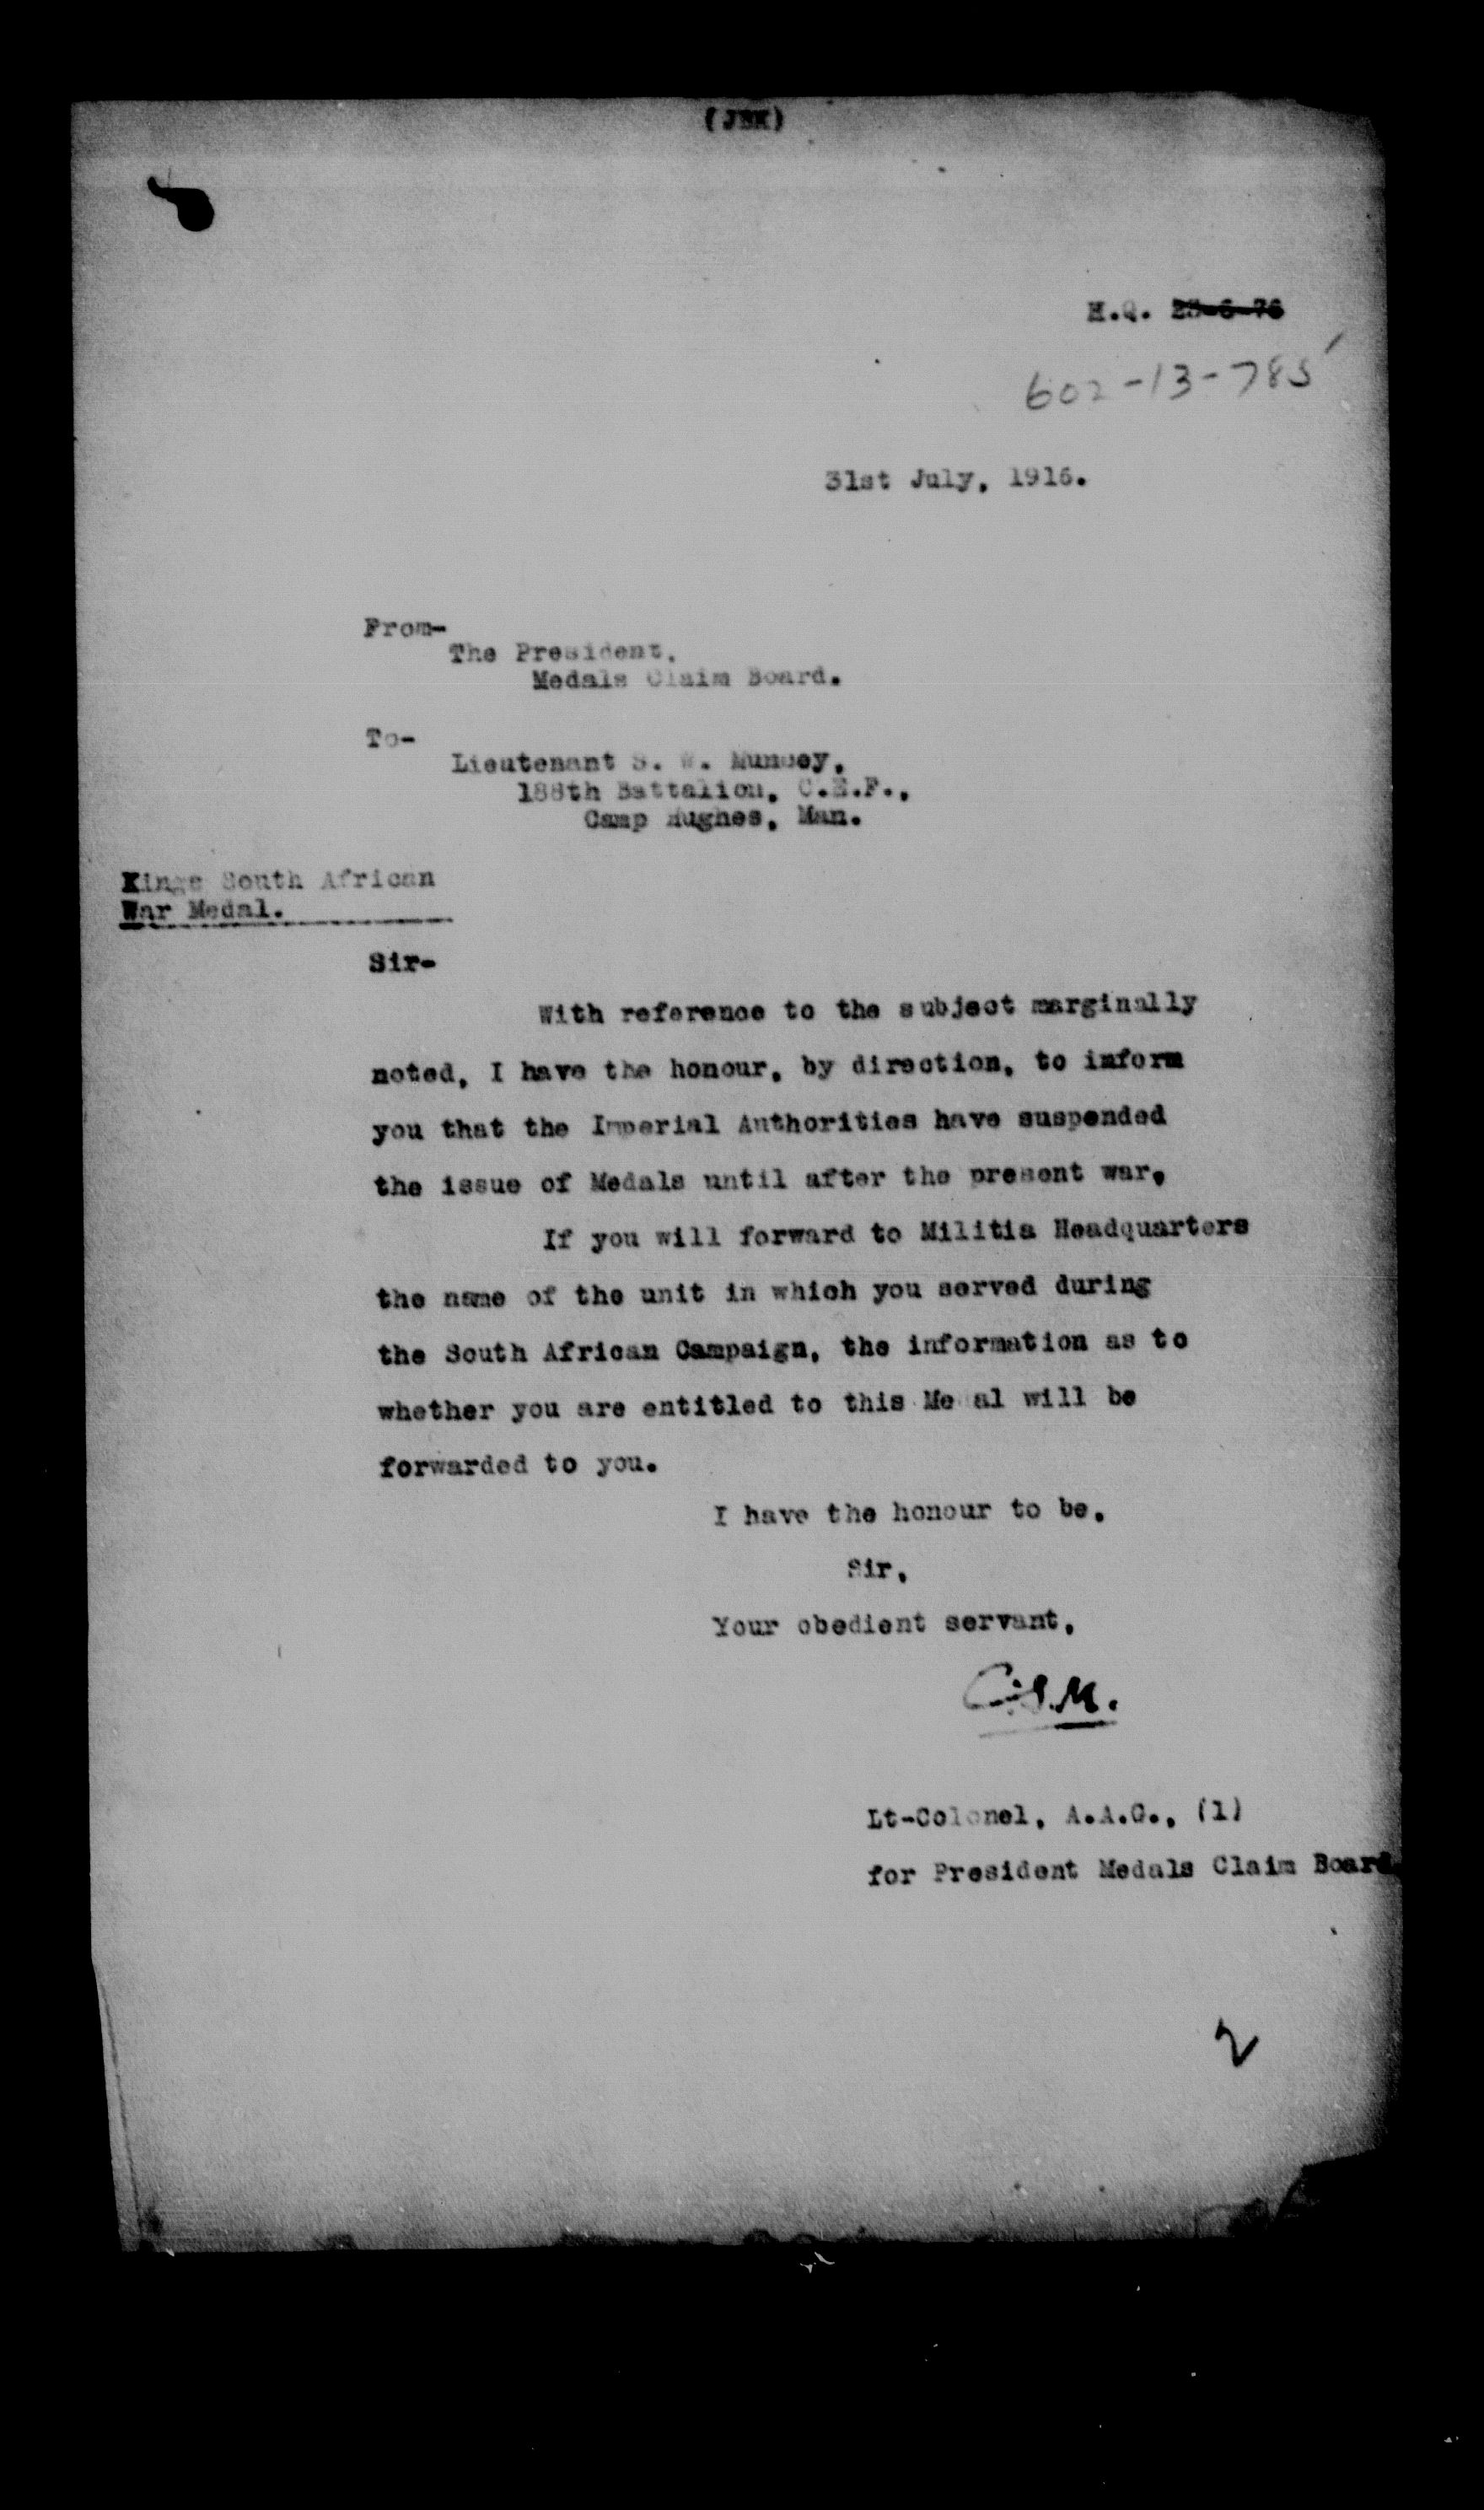 (JBK)
H.Q. 23-6-76
602-13-785
31st July, 1916.
From-
The President,
Medals Claim Board.
To-
Lieutenant S. W. Muncey,
188th Battalion, C.E.F.,
Camp Hughes, Man.
Kings South African
War Medal.
Sir-
With reference to the subject marginally
noted, I have the honour, by direction, to inform
you that the Imperial Authorities have suspended
the issue of Medals until after the present war,
If you will forward to Militia Headquarters
the name of the unit in which you served during
the South African Campaign, the information as to
whether you are entitled to this Me al will be
forwarded to you.
I have the honour to be,
Sir,
Your obedient servant,
Lt-Colonel, A.A.G., (1)
for President Medals Claim Board.
2